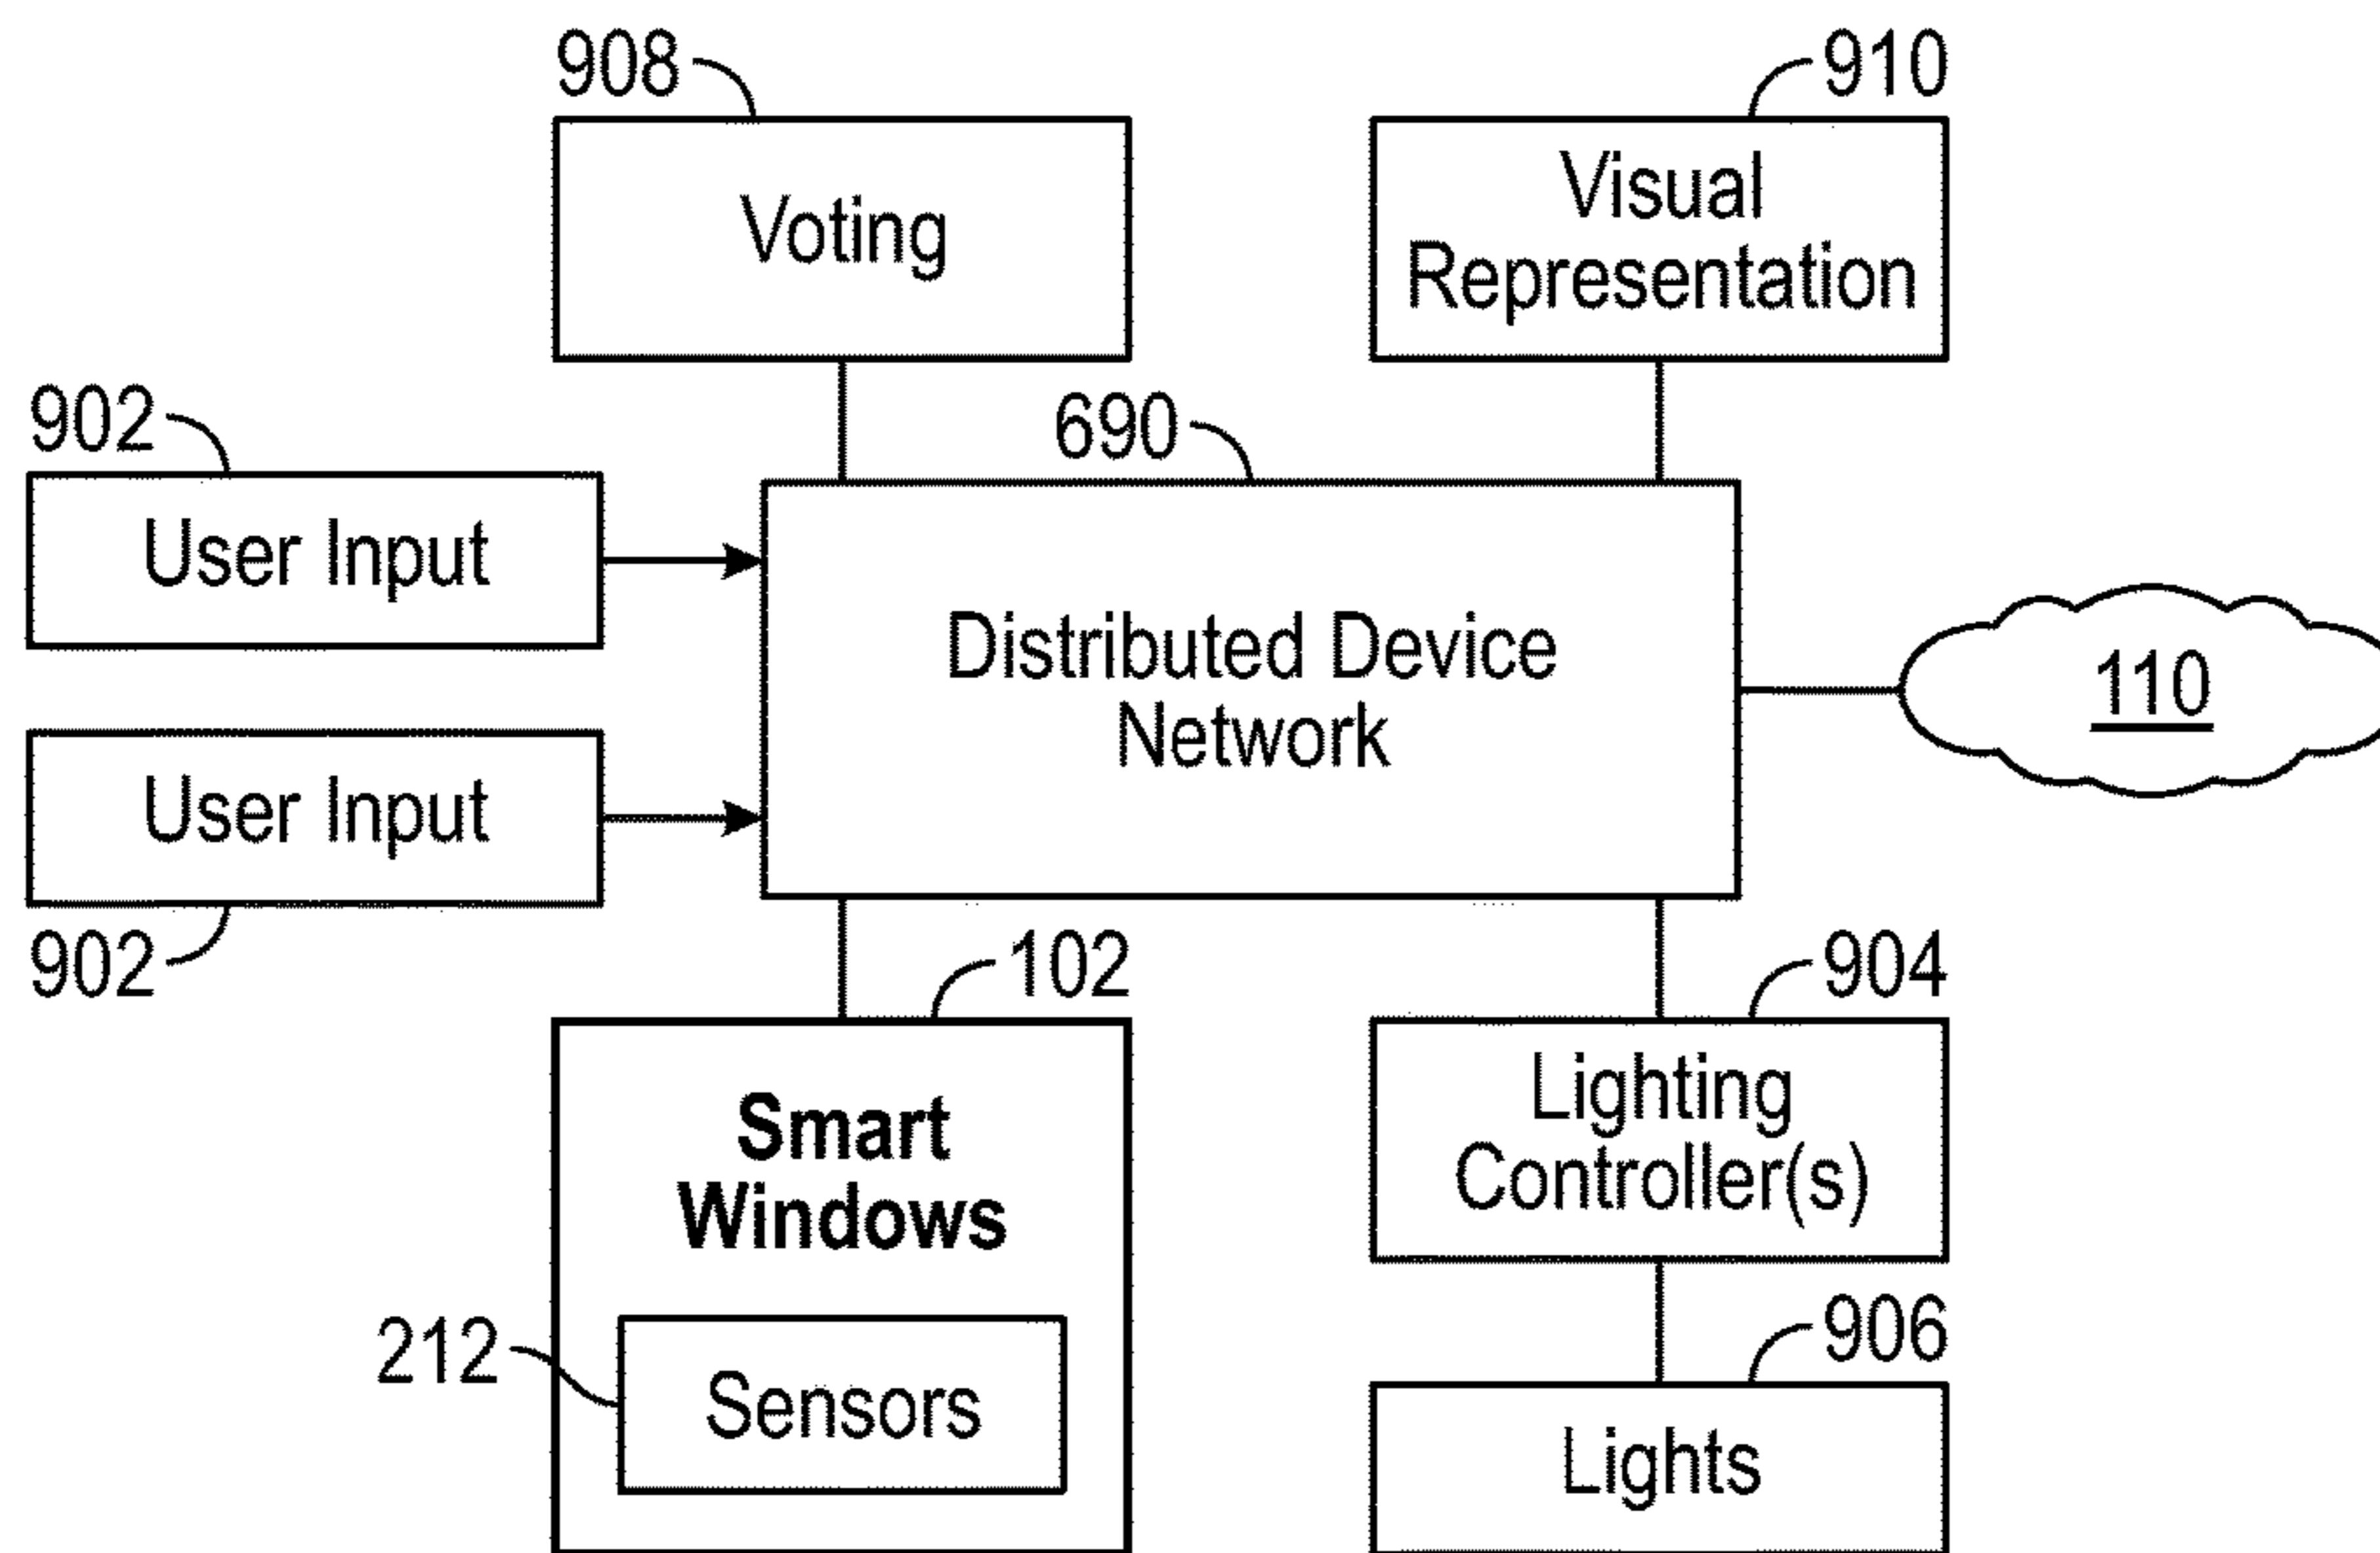 908
Voting
910
Visual
Representation
902
User Input
690
Distributed Device
Network
110
User Input
902
102
Smart
Windows
212
Sensors
904
Lighting
Controller(s)
906
Lights